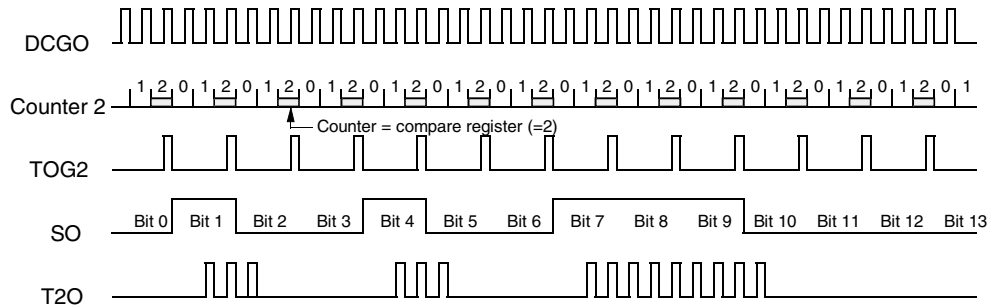 DCGO
1 2 0 1 2 0 1 2 0 1 2 0 1 2 0 1 2 0 1 2 0 1 2 0 1 2 0 1 2 0 1 2 0 1 2 0 1 2 0 1
Counter 2
Counter = compare register (=2)
TOG2
Bit 0 Bit 1 Bit 2 Bit 3 Bit 4 Bit 5 Bit 6 Bit 7 Bit 8 Bit 9 Bit 10 Bit 11 Bit 12 Bit 13
SO
T2O